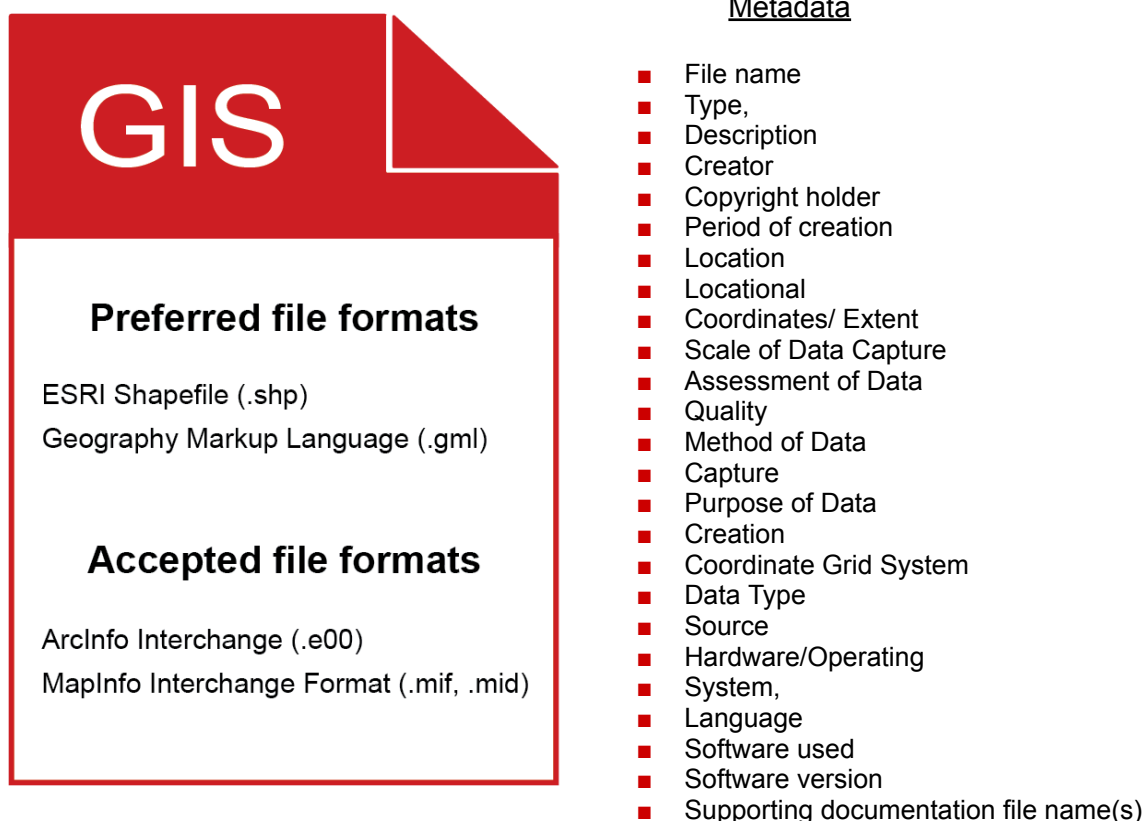 GIS
Preferred file formats
ESRI Shapefile (.shp)
Geography Markup Language (.gml)
Accepted file formats
ArcInfo Interchange (.e00)
MapInfo Interchange Format (.mif, .mid)
Metadata
File name
Type,
Description
Creator
Copyright holder
Period of creation
Location
Locational
Coordinates/ Extent
Scale of Data Capture
Assessment of Data
Quality
Method of Data
Capture
Purpose of Data
Creation
Coordinate Grid System
Data Type
Source
Hardware/Operating
System,
Language
Software used
Software version
Supporting documentation file name(s)